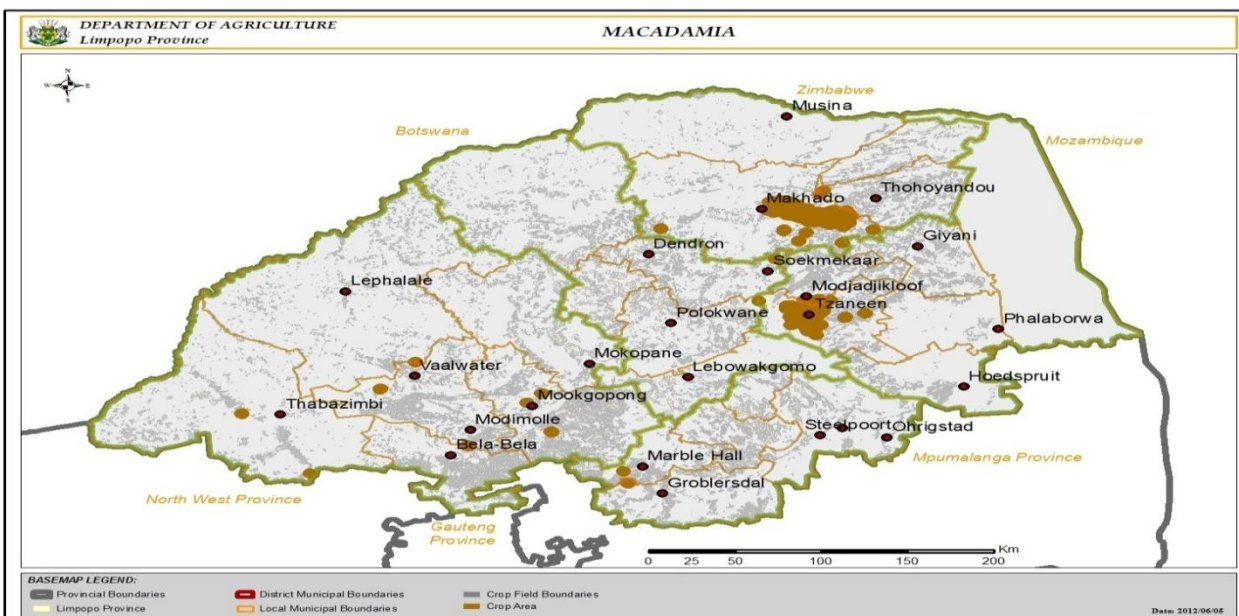 DEPARTMENT OF AGRICULTURE
Limpopo Province
MACADAMIA
N
W E
S
Zimbabwe
Musina
Botswana
Mozambique
Thohoyandou
Makhado
Giyani
Dendron
Soekmekaar
Lephalale
Modjadjikloof
Tzaneen
Polokwane
Phalaborwa
Mokopane
Vaalwater
Lebowakgomo
Hoedspruit
Mookgopong
Thabazimbi
Modimolle
Steelpoort
Ohrigstad
Bela-Bela
Marble Hall
Mpumalanga Province
Groblersdal
North West Province
Gauteng
Province
Km
0 25 50 100 150 200
BASEMAP LEGEND:
Provincial Boundaries District Municipal Boundaries Crop Field Boundaries
Limpopo Province Local Municipal Boundaries Crop Area
Date: 2012/06/05